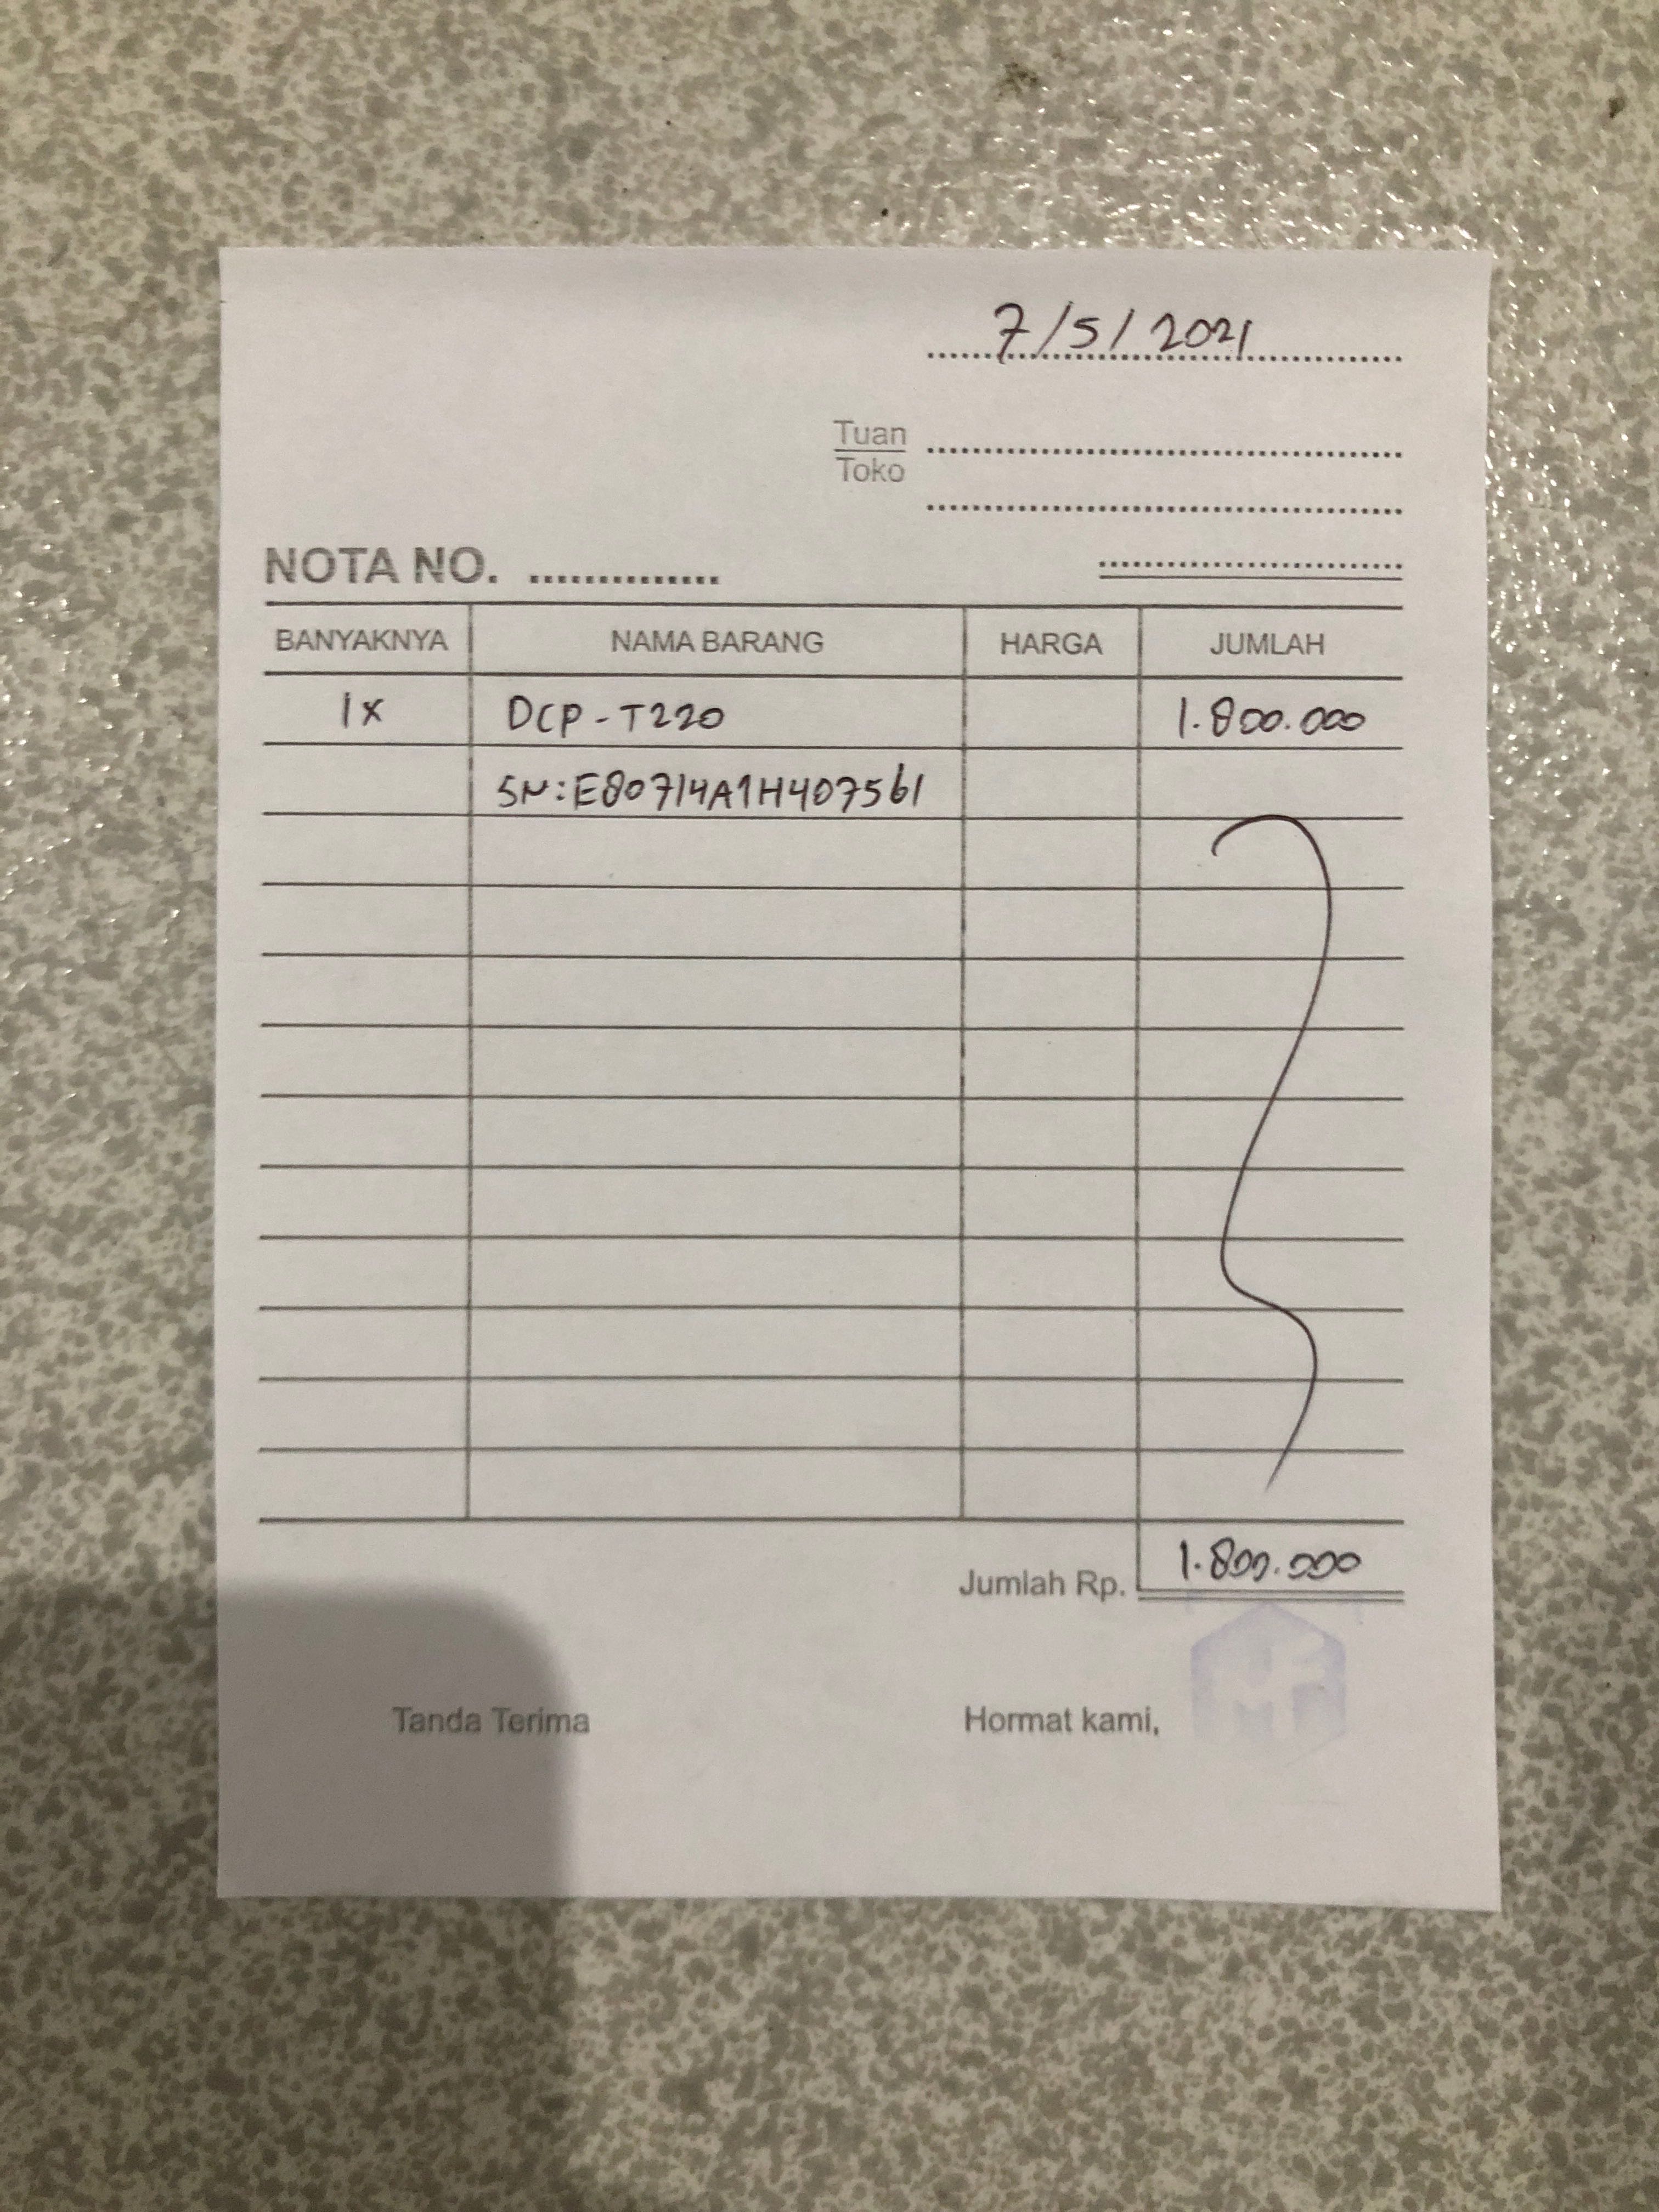 7/5/2021
Tuan
Toko
NOTA NO. ..............
BANYAKNYA NAMA BARANG HARGA JUMLAH
1x DCP-T220 1.800.000
SN:E80714A1H407561
Jumlah Rp. 1.800.000
MF
Tanda Terima Hormat kami,